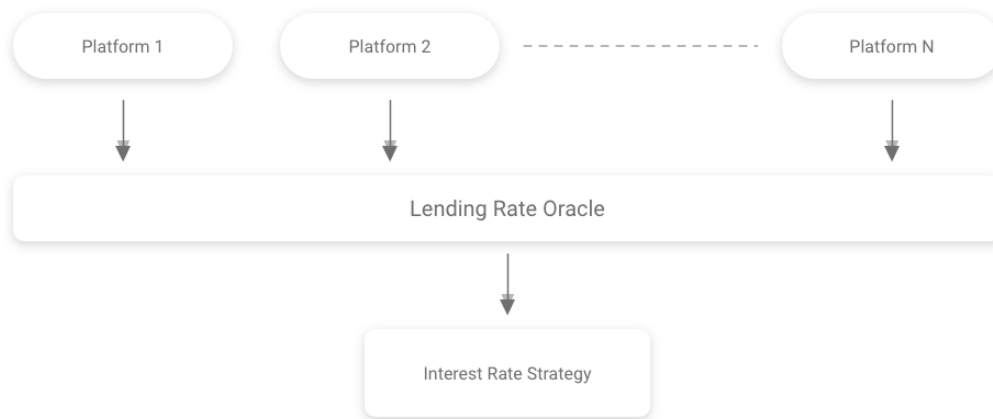 Platform 1
Platform 2
Platform N
Lending Rate Oracle
Interest Rate Strategy